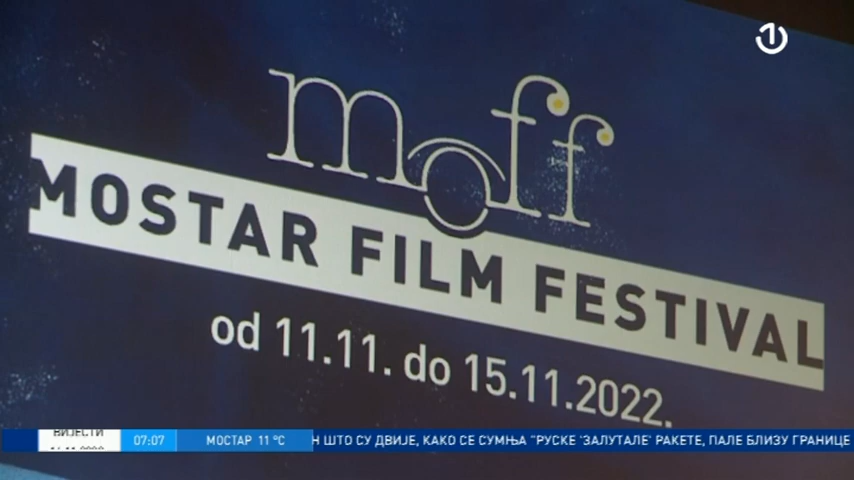 moff
MOSTAR FILM FESTIVAL
od 11.11. do 15.11.2022.
ВИЈЕСТИ 07:07 МОСТАР 11 °C Н ШТО СУ ДВИЈЕ, КАКО СЕ СУМЊА "РУСКЕ 'ЗАЛУТАЛЕ' РАКЕТЕ, ПАЛЕ БЛИЗУ ГРАНИЦЕ